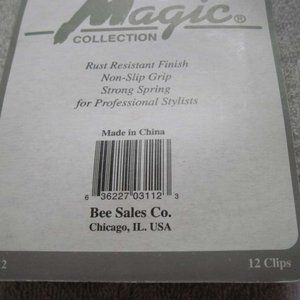 Magic®
COLLECTION
Rust Resistant Finish
Non-Slip Grip
Strong Spring
for Professional Stylists
Made in China
6 36227 03112 3
Bee Sales Co.
Chicago, IL. USA
2 12 Clips